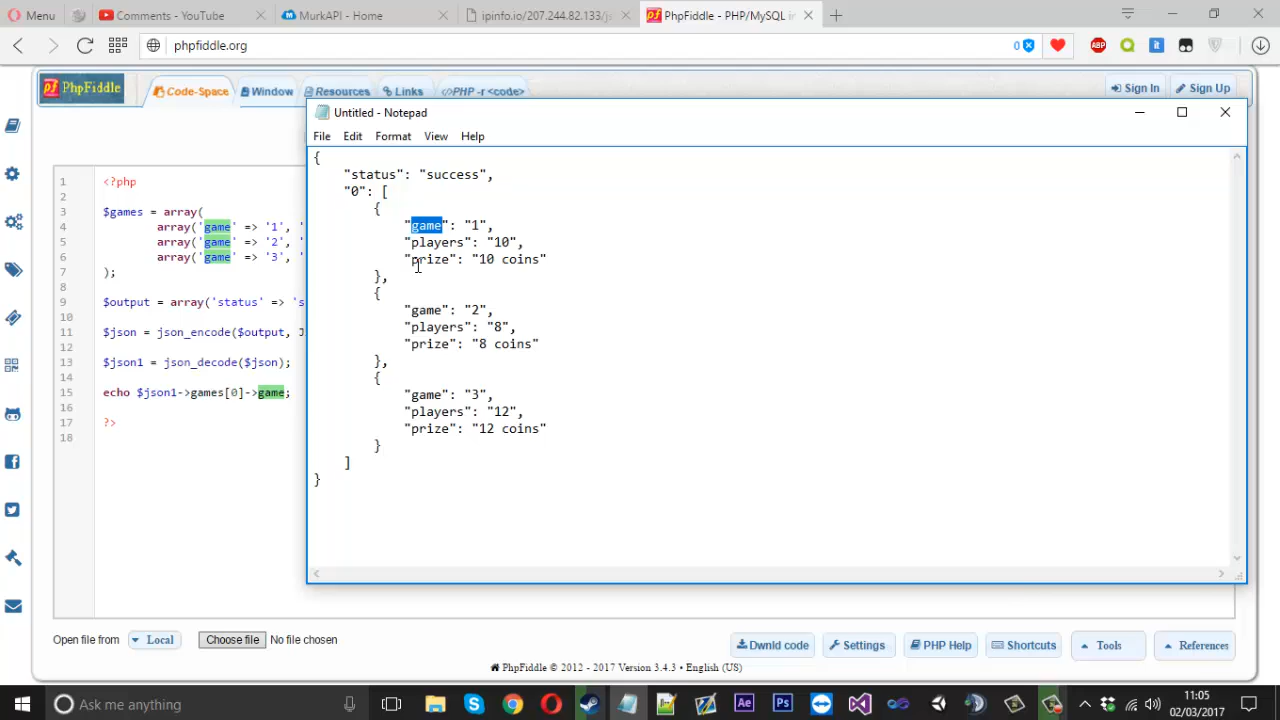 Menu
Comments - YouTube
MurkAPI - Home
ipinfo.io/207.244.82.133/js
PhpFiddle - PHP/MySQL in
phpfiddle.org
0
ABP
PhpFiddle
Code-Space
Window
Resources
Links
PHP -r <code>
Sign In
Sign Up
Untitled - Notepad
File Edit Format View Help
{
"status": "success",
"0": [
{
"game": "1",
"players": "10",
"prize": "10 coins"
},
{
"game": "2",
"players": "8",
"prize": "8 coins"
},
{
"game": "3",
"players": "12",
"prize": "12 coins"
}
]
}
1 <?php
2
3 $games = array(
4 array('game' => '1', '
5 array('game' => '2', '
6 array('game' => '3', '
7 );
8
9 $output = array('status' => 's
10
11 $json = json_encode($output, J
12
13 $json1 = json_decode($json);
14
15 echo $json1->games[0]->game;
16
17 ?>
18
Open file from Local Choose file No file chosen
Dwnld code
Settings
PHP Help
Shortcuts
Tools
References
PhpFiddle © 2012 - 2017 Version 3.4.3 • English (US)
Ask me anything
Ae
Ps
11:05
02/03/2017